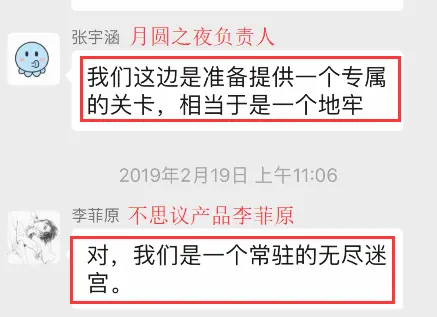 张宇涵 月圆之夜负责人
我们这边是准备提供一个专属
的关卡，相当于是一个地牢
2019年2月19日 上午11:06
李菲原 不思议产品李菲原
对，我们是一个常驻的无尽迷
宫。